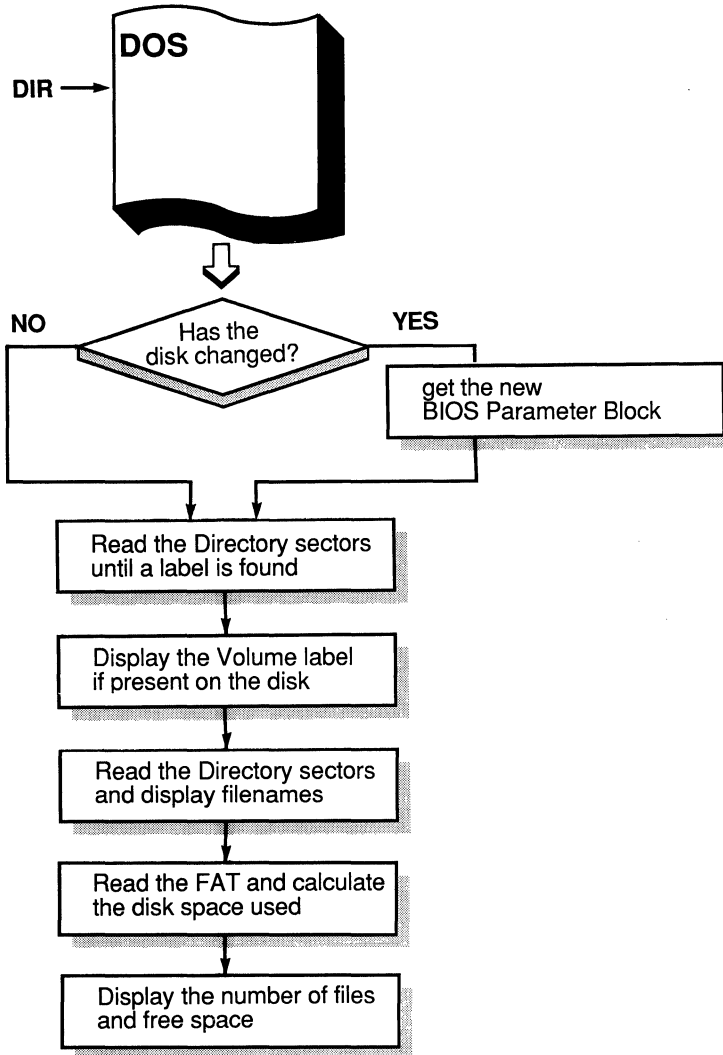 DOS
DIR
NO
YES
Has the
disk changed?
get the new
BIOS Parameter Block
Read the Directory sectors
until a label is found
Display the Volume label
if present on the disk
Read the Directory sectors
and display filenames
Read the FAT and calculate
the disk space used
Display the number of files
and free space